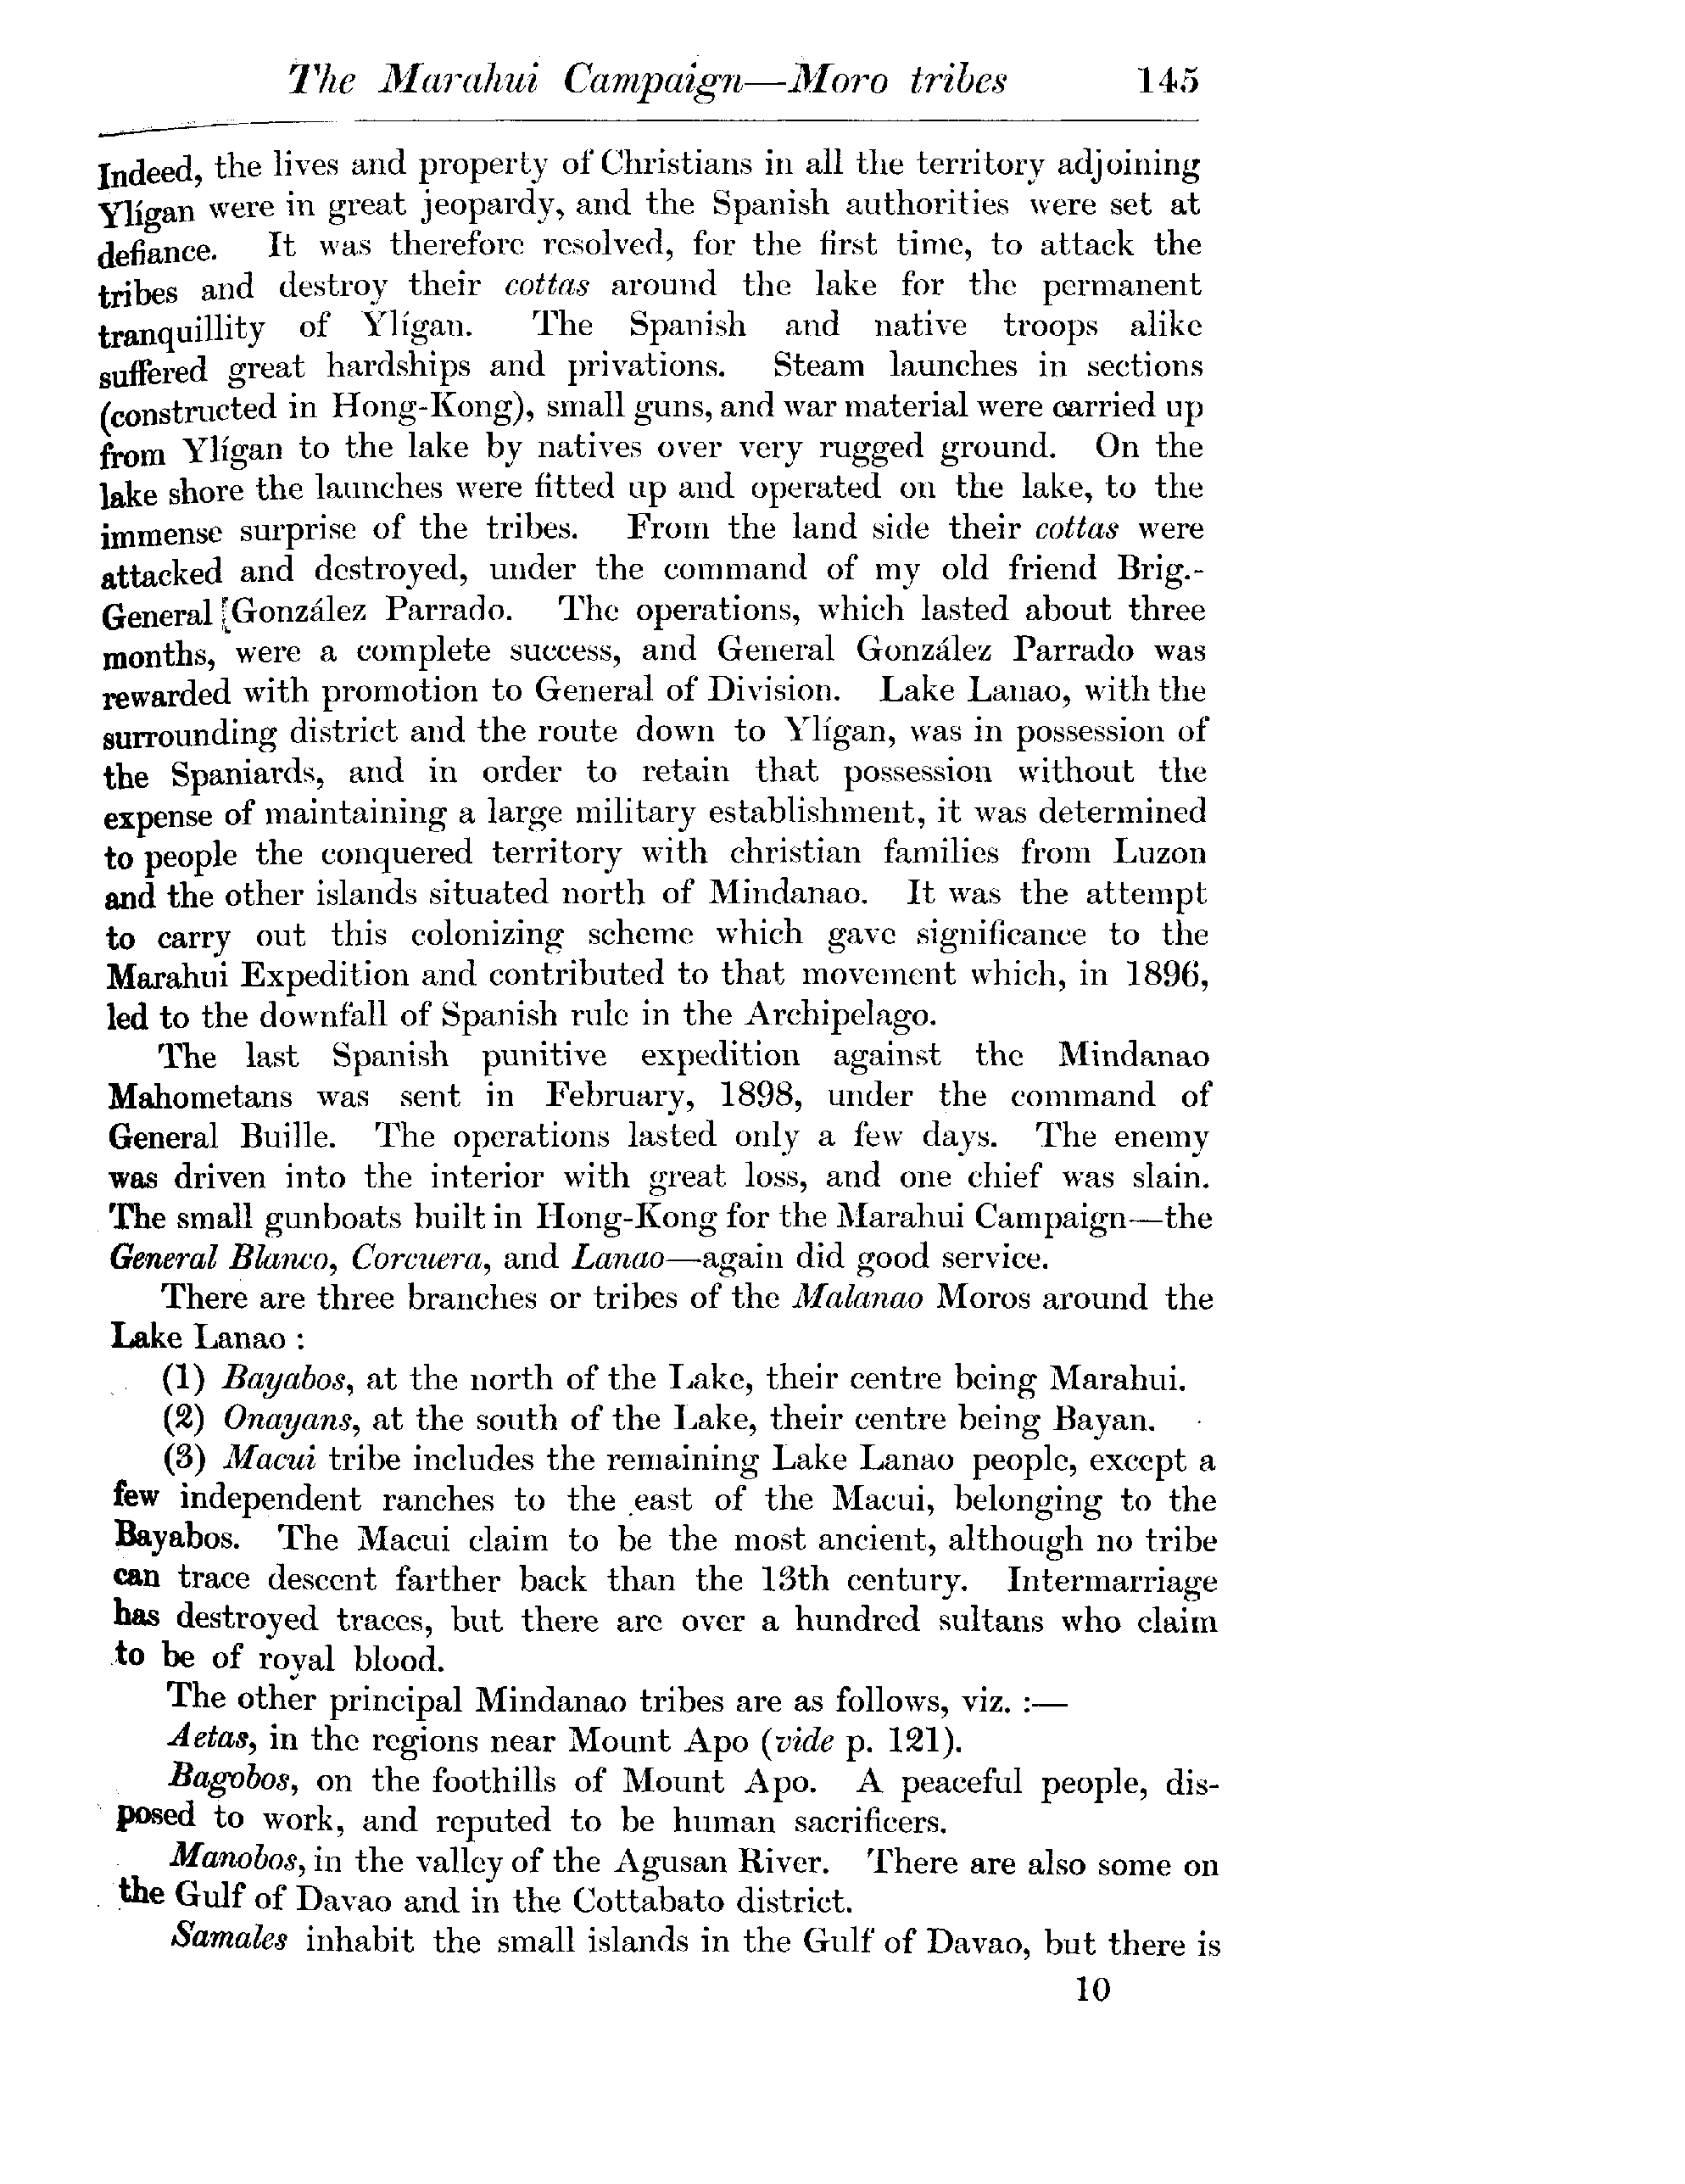 The Marahui Campaign—Moro tribes 145
Indeed, the lives and property of Christians in all the territory adjoining
Ylígan were in great jeopardy, and the Spanish authorities were set at
defiance. It was therefore resolved, for the first time, to attack the
tribes and destroy their cottas around the lake for the permanent
tranquillity of Ylígan. The Spanish and native troops alike
suffered great hardships and privations. Steam launches in sections
(constructed in Hong-Kong), small guns, and war material were carried up
from Ylígan to the lake by natives over very rugged ground. On the
lake shore the launches were fitted up and operated on the lake, to the
immense surprise of the tribes. From the land side their cottas were
attacked and destroyed, under the command of my old friend Brig.-
General [González Parrado. The operations, which lasted about three
months, were a complete success, and General González Parrado was
rewarded with promotion to General of Division. Lake Lanao, with the
surrounding district and the route down to Ylígan, was in possession of
the Spaniards, and in order to retain that possession without the
expense of maintaining a large military establishment, it was determined
to people the conquered territory with christian families from Luzon
and the other islands situated north of Mindanao. It was the attempt
to carry out this colonizing scheme which gave significance to the
Marahui Expedition and contributed to that movement which, in 1896,
led to the downfall of Spanish rule in the Archipelago.
The last Spanish punitive expedition against the Mindanao
Mahometans was sent in February, 1898, under the command of
General Buille. The operations lasted only a few days. The enemy
was driven into the interior with great loss, and one chief was slain.
The small gunboats built in Hong-Kong for the Marahui Campaign—the
General Blanco, Corcuera, and Lanao—again did good service.
There are three branches or tribes of the Malanao Moros around the
Lake Lanao :
(1) Bayabos, at the north of the Lake, their centre being Marahui.
(2) Onayans, at the south of the Lake, their centre being Bayan.
(3) Macui tribe includes the remaining Lake Lanao people, except a
few independent ranches to the east of the Macui, belonging to the
Bayabos. The Macui claim to be the most ancient, although no tribe
can trace descent farther back than the 13th century. Intermarriage
has destroyed traces, but there are over a hundred sultans who claim
to be of royal blood.
The other principal Mindanao tribes are as follows, viz. :—
Aetas, in the regions near Mount Apo (vide p. 121).
Bagobos, on the foothills of Mount Apo. A peaceful people, dis-
posed to work, and reputed to be human sacrificers.
Manobos, in the valley of the Agusan River. There are also some on
the Gulf of Davao and in the Cottabato district.
Samales inhabit the small islands in the Gulf of Davao, but there is
10